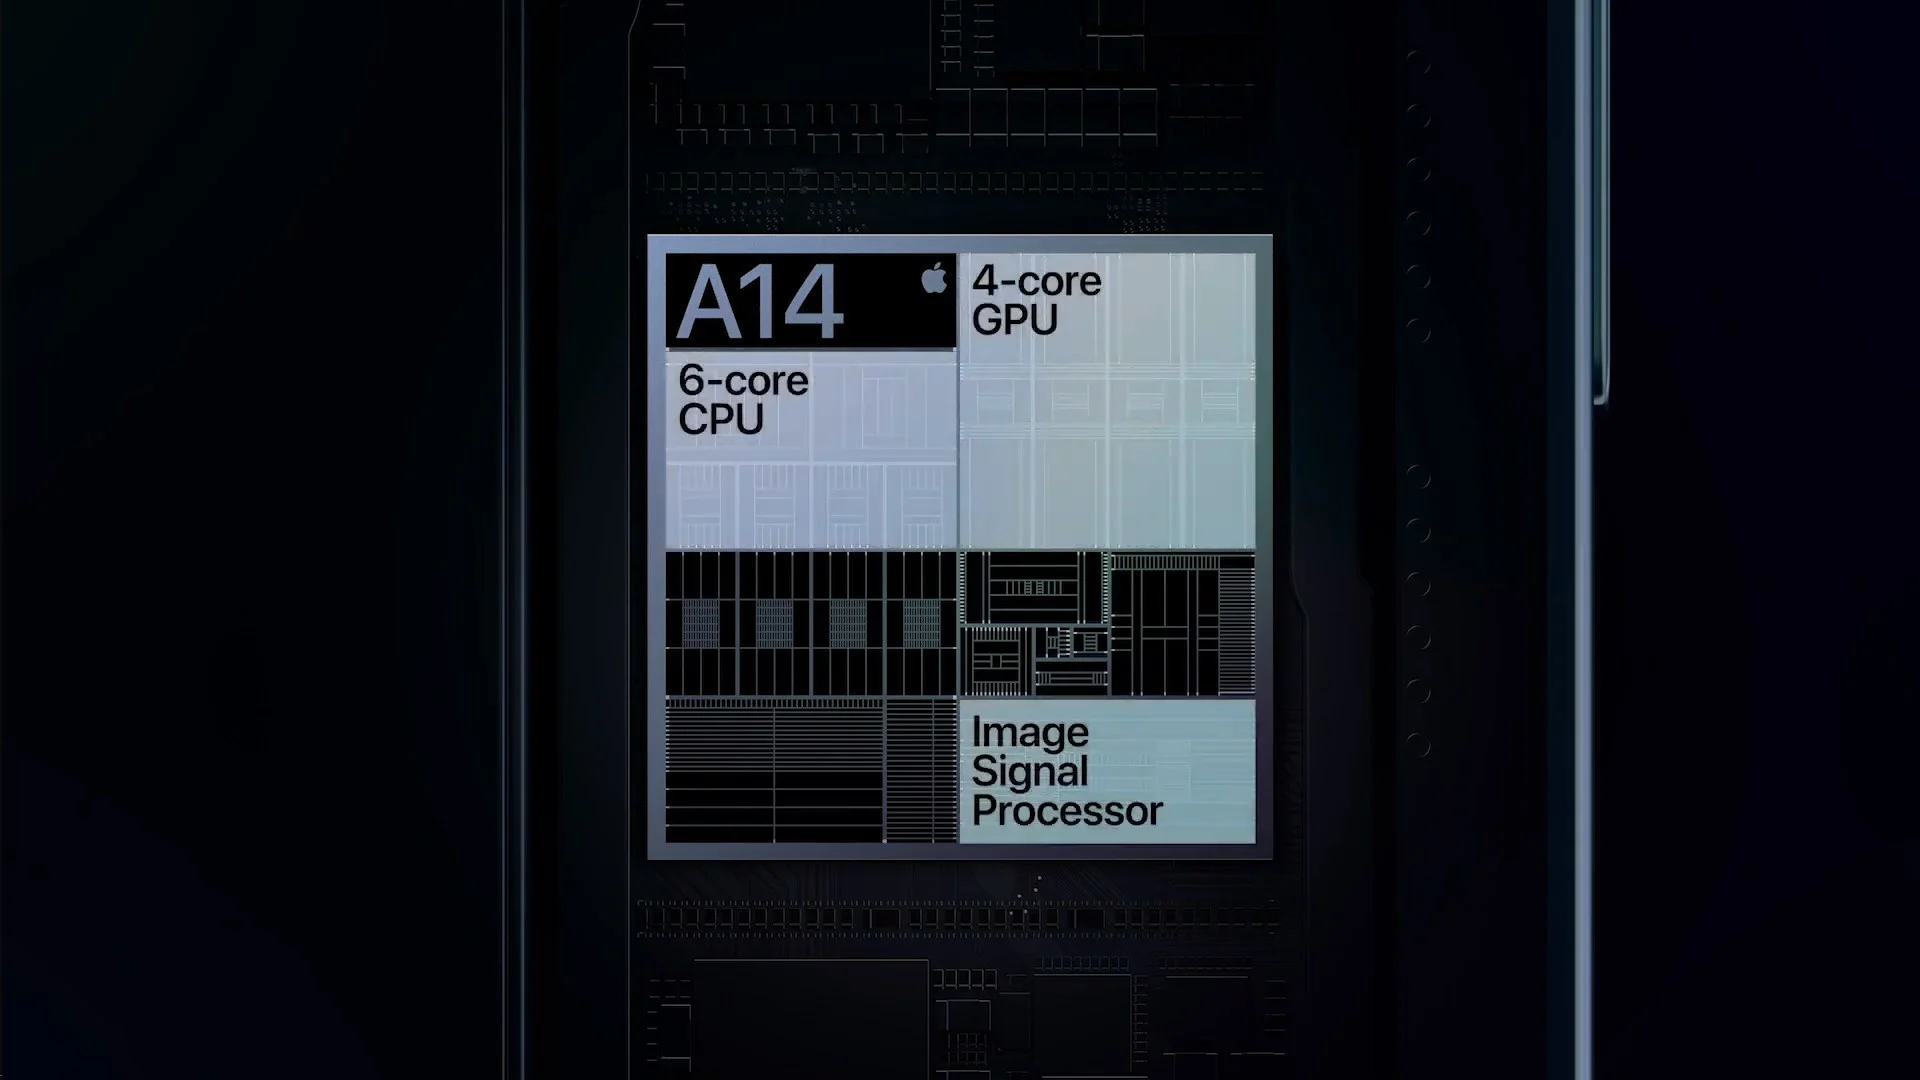 A14
4-core
GPU
6-core
CPU
Image
Signal
Processor